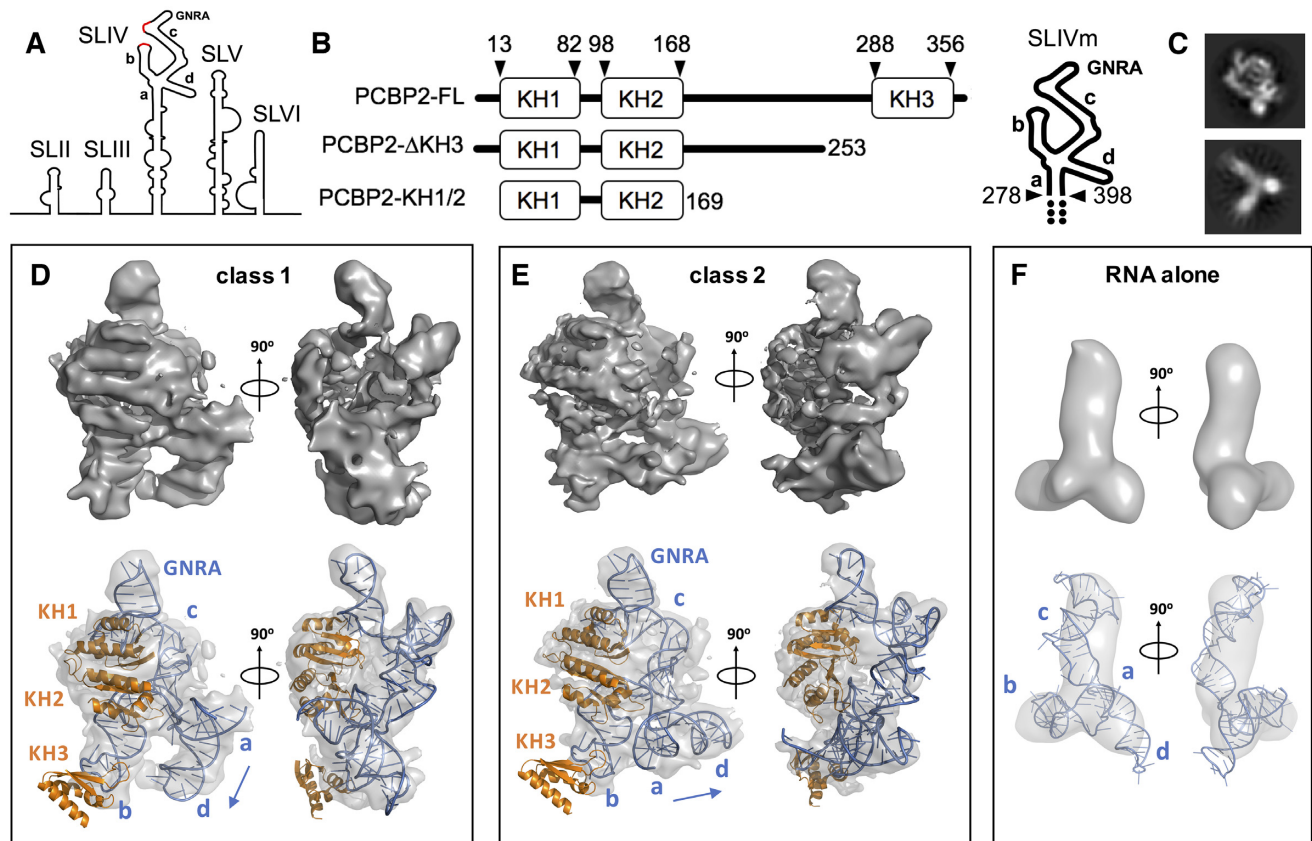 A
SLIV
GNRA
c
b
d
a
SLV
SLVI
SLII
SLIII
B
13
82
98
168
288
356
PCBP2-FL
KH1
KH2
KH3
PCBP2-ΔKH3
KH1
KH2
253
PCBP2-KH1/2
KH1
KH2
169
SLIVm
GNRA
c
b
d
a
278
398
C
D
class 1
90º
GNRA
KH1
c
90º
KH2
KH3
a
b
d
E
class 2
90º
GNRA
KH1
c
90º
KH2
KH3
a
d
b
F
RNA alone
90º
c
90º
b
a
d